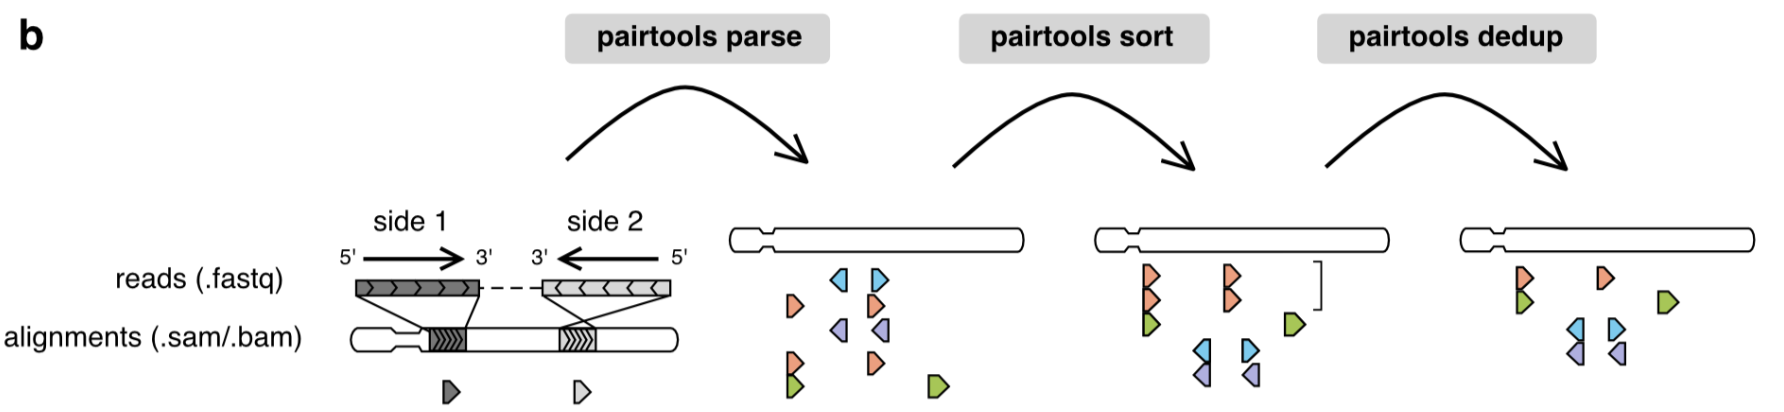 b
pairtools parse
pairtools sort
pairtools dedup
side 1
side 2
5'
3'
3'
5'
reads (.fastq)
alignments (.sam/.bam)